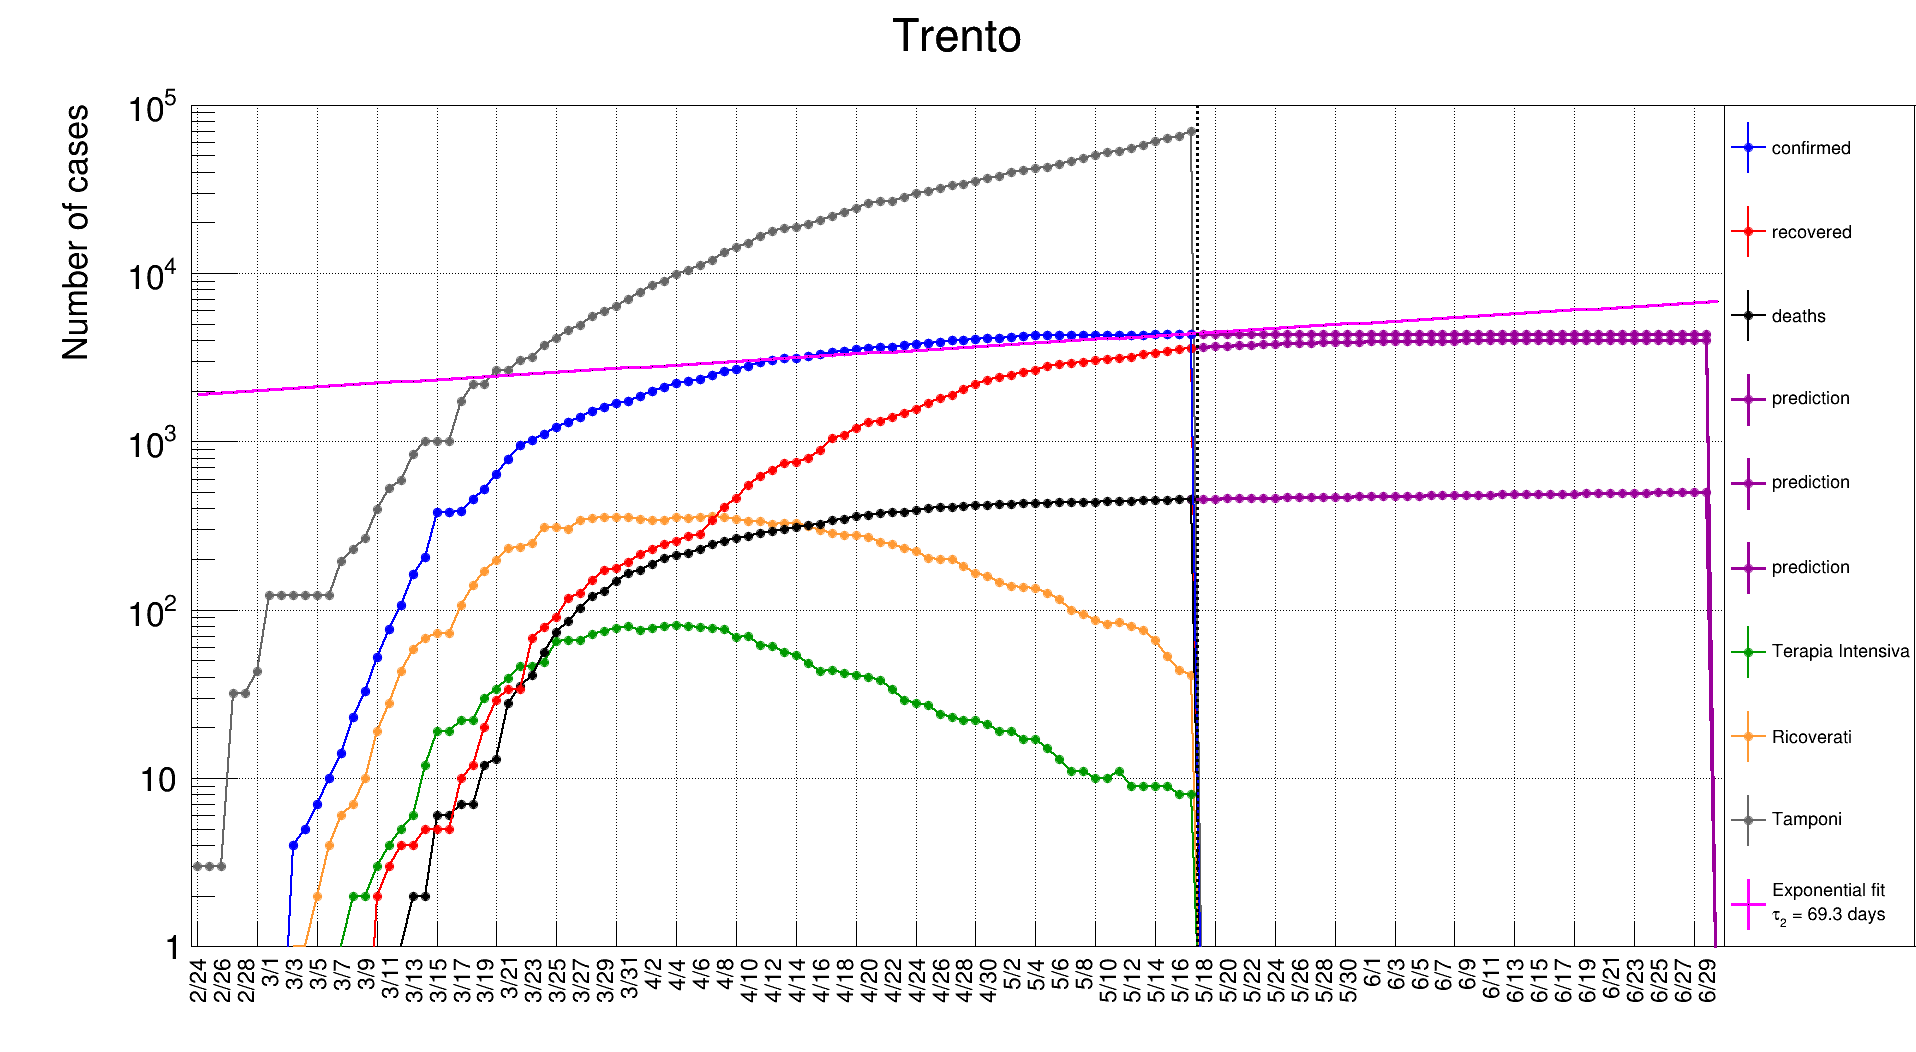 Trento
Number of cases
10^5
10^4
10^3
10^2
10
1
2/24 2/26 2/28 3/1 3/3 3/5 3/7 3/9 3/11 3/13 3/15 3/17 3/19 3/21 3/23 3/25 3/27 3/29 3/31 4/2 4/4 4/6 4/8 4/10 4/12 4/14 4/16 4/18 4/20 4/22 4/24 4/26 4/28 4/30 5/2 5/4 5/6 5/8 5/10 5/12 5/14 5/16 5/18 5/20 5/22 5/24 5/26 5/28 5/30 6/1 6/3 6/5 6/7 6/9 6/11 6/13 6/15 6/17 6/19 6/21 6/23 6/25 6/27 6/29
confirmed
recovered
deaths
prediction
prediction
prediction
Terapia Intensiva
Ricoverati
Tamponi
Exponential fit
τ₂ = 69.3 days